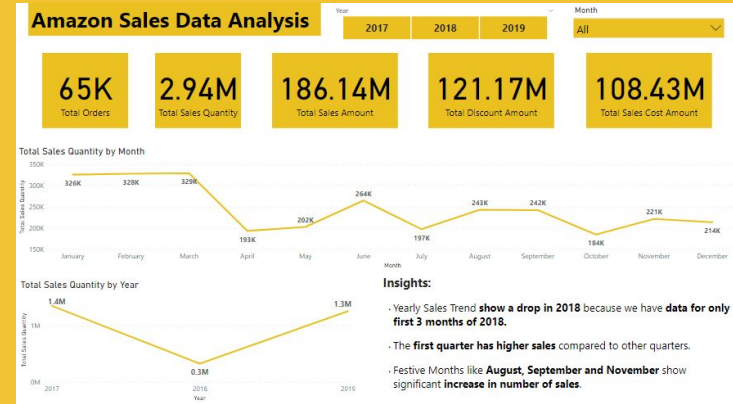 Amazon Sales Data Analysis
Year
2017 2018 2019
Month
All
65K
Total Orders
2.94M
Total Sales Quantity
186.14M
Total Sales Amount
121.17M
Total Discount Amount
108.43M
Total Sales Cost Amount
Total Sales Quantity by Month
Total Sales Quantity
350K
300K
250K
200K
150K
326K 328K 329K 193K 202K 264K 197K 243K 242K 184K 221K 214K
January February March April May June July August September October November December
Month
Total Sales Quantity by Year
Total Sales Quantity
1M
0M
1.4M 0.3M 1.3M
2017 2018 2019
Year
Insights:
· Yearly Sales Trend show a drop in 2018 because we have data for only
first 3 months of 2018.
· The first quarter has higher sales compared to other quarters.
· Festive Months like August, September and November show
significant increase in number of sales.